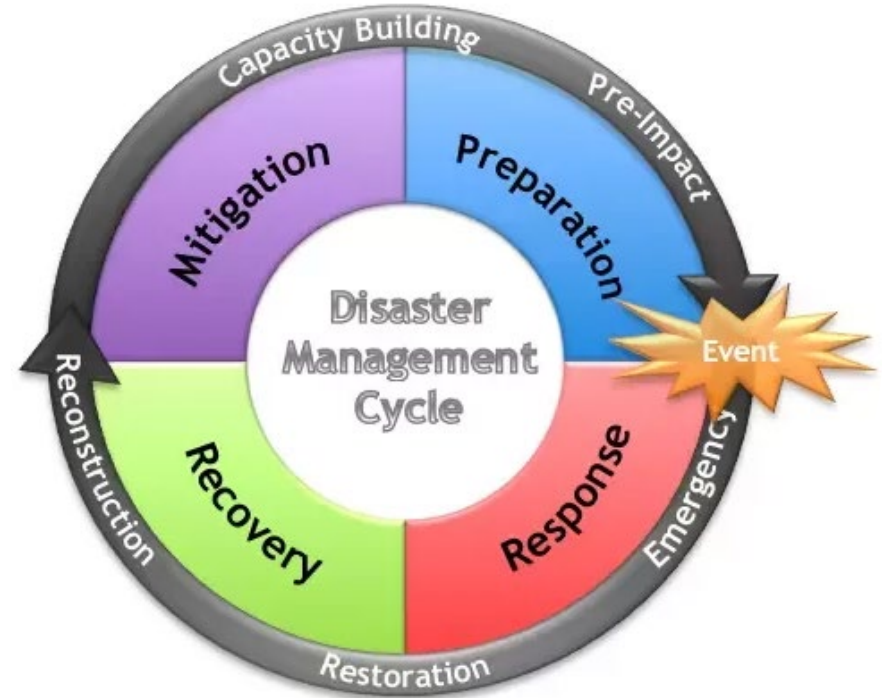 Capacity Building
Pre-Impact
Mitigation
Preparation
Disaster
Management
Cycle
Event
Reconstruction
Recovery
Response
Emergency
Restoration